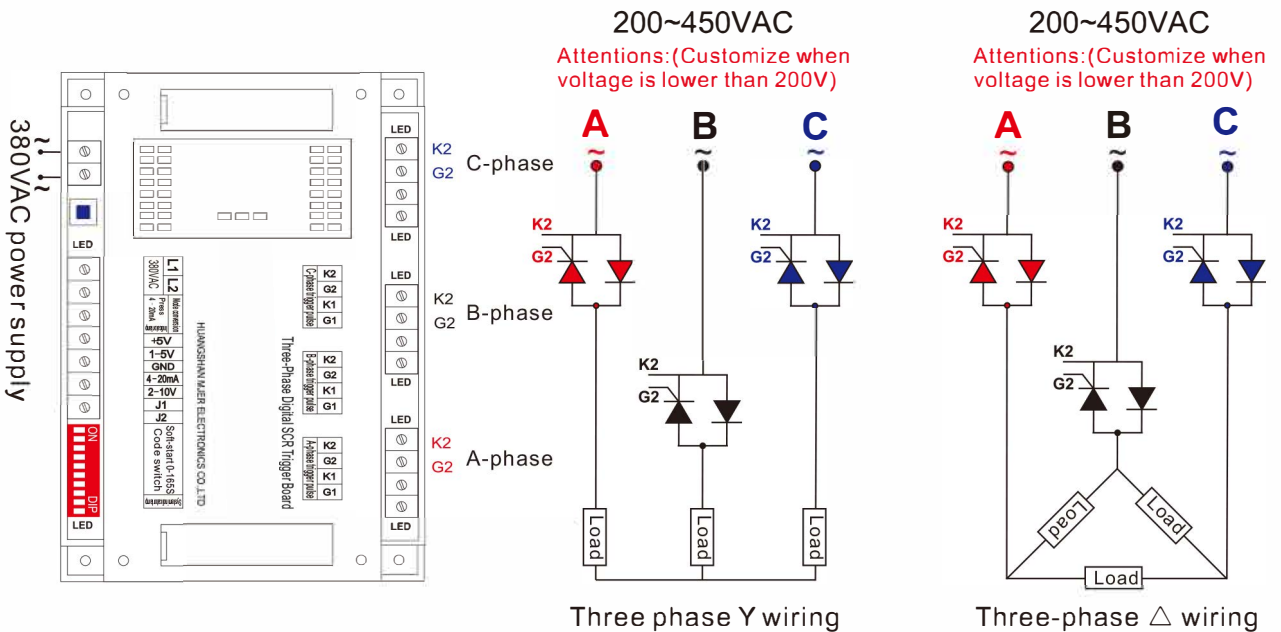 380VAC power supply
~
~
LED
L1
L2
380VAC
Mode conversion
Press
4-20mA
+5V
1-5V
GND
4-20mA
2-10V
J1
J2
Soft-start 0-165S
Code switch
ON
DIP
LED
HUANGSHAN MJER ELECTRONICS CO.,LTD
Three-Phase Digital SCR Trigger Board
C-phase trigger pulse
K2
G2
K1
G1
B-phase trigger pulse
K2
G2
K1
G1
A-phase trigger pulse
K2
G2
K1
G1
LED
LED
LED
LED
LED
LED
K2
G2
C-phase
K2
G2
B-phase
K2
G2
A-phase
200~450VAC
Attentions:(Customize when
voltage is lower than 200V)
A
B
C
~
~
~
K2
G2
K2
G2
K2
G2
Load
Load
Load
Three phase Y wiring
200~450VAC
Attentions:(Customize when
voltage is lower than 200V)
A
B
C
~
~
~
K2
G2
K2
G2
K2
G2
Load
Load
Load
Three-phase △ wiring